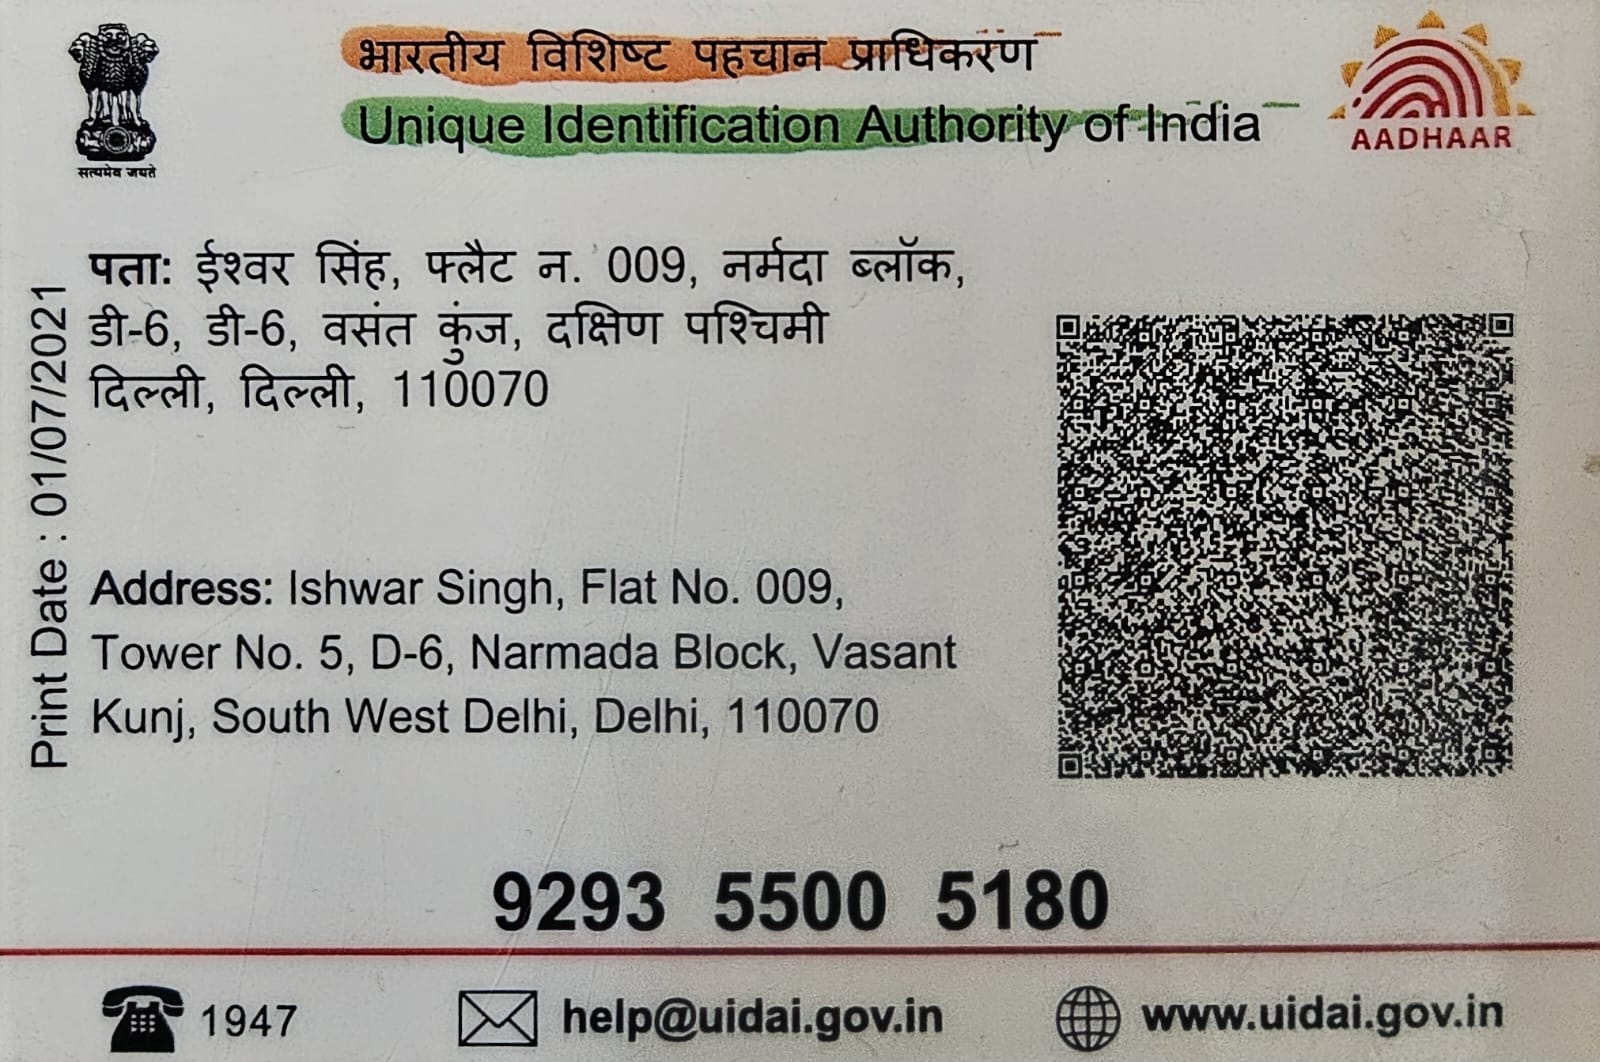 भारतीय विशिष्ट पहचान प्राधिकरण
Unique Identification Authority of India
AADHAAR
सत्यमेव जयते
पता: ईश्वर सिंह, फ्लैट न. 009, नर्मदा ब्लॉक,
डी-6, डी-6, वसंत कुंज, दक्षिण पश्चिमी
दिल्ली, दिल्ली, 110070
Print Date : 01/07/2021
Address: Ishwar Singh, Flat No. 009,
Tower No. 5, D-6, Narmada Block, Vasant
Kunj, South West Delhi, Delhi, 110070
9293 5500 5180
1947
help@uidai.gov.in
www.uidai.gov.in